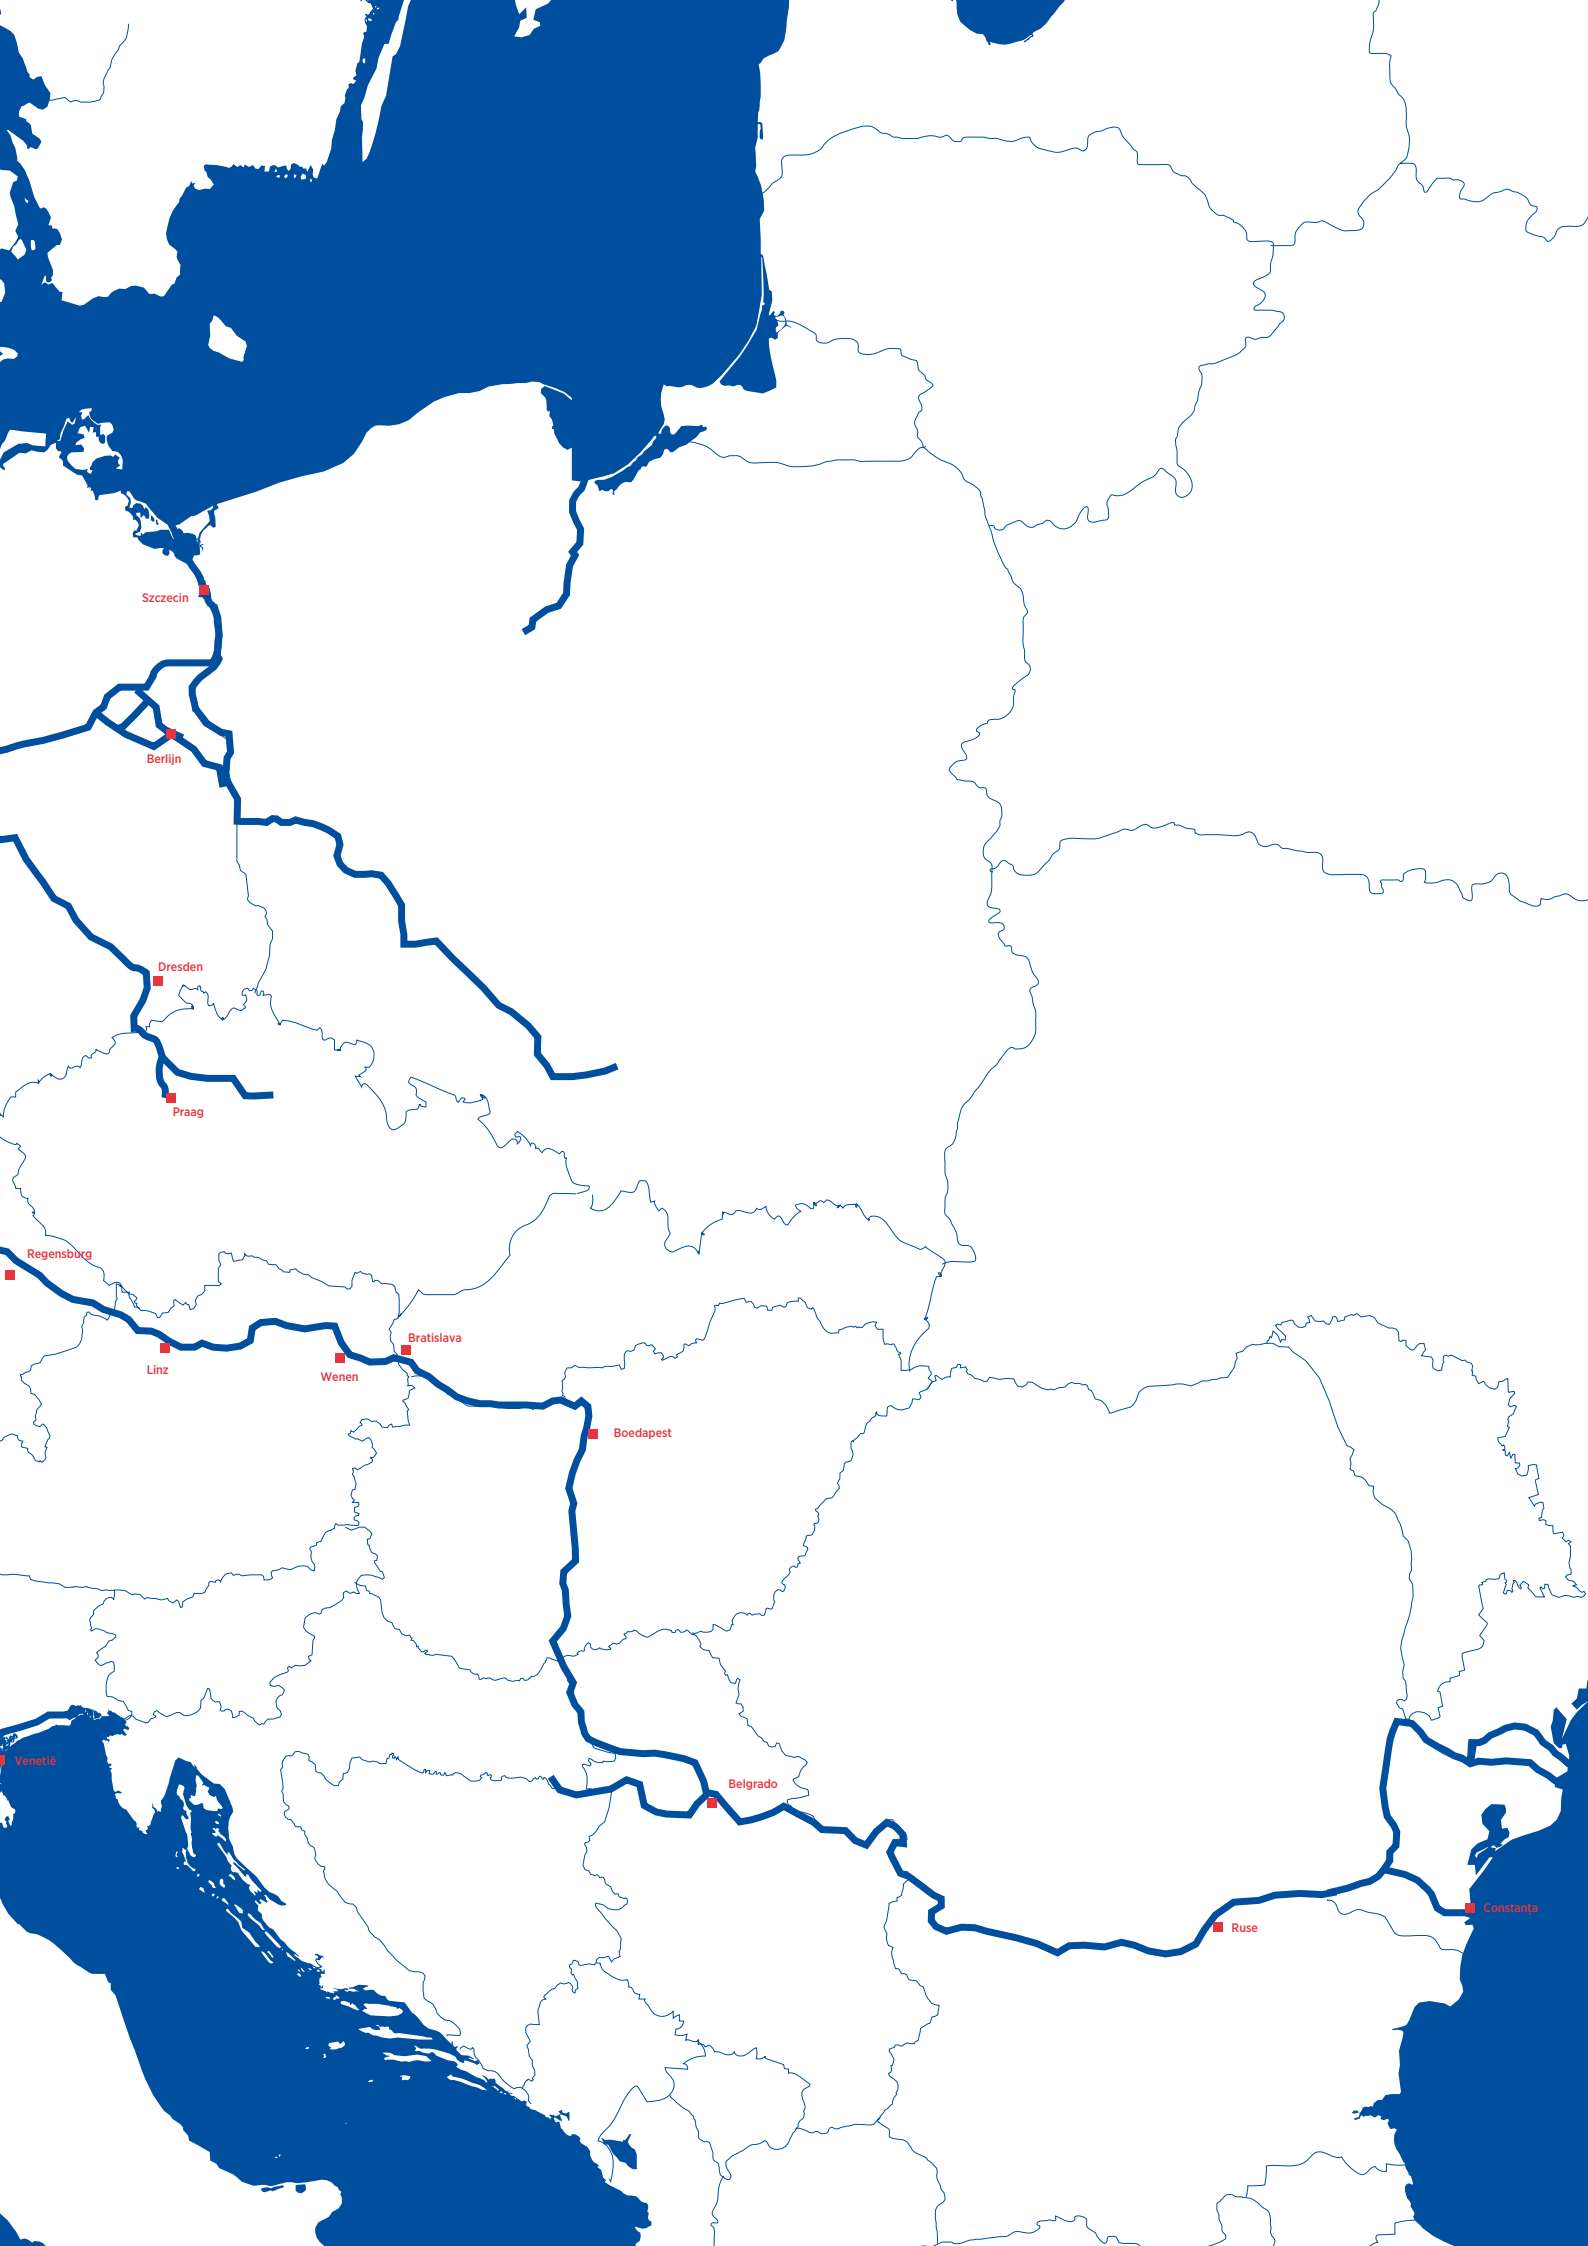 Szczecin
Berlijn
Dresden
Praag
Regensburg
Bratislava
Linz
Wenen
Boedapest
Venetië
Belgrado
Constanța
Ruse